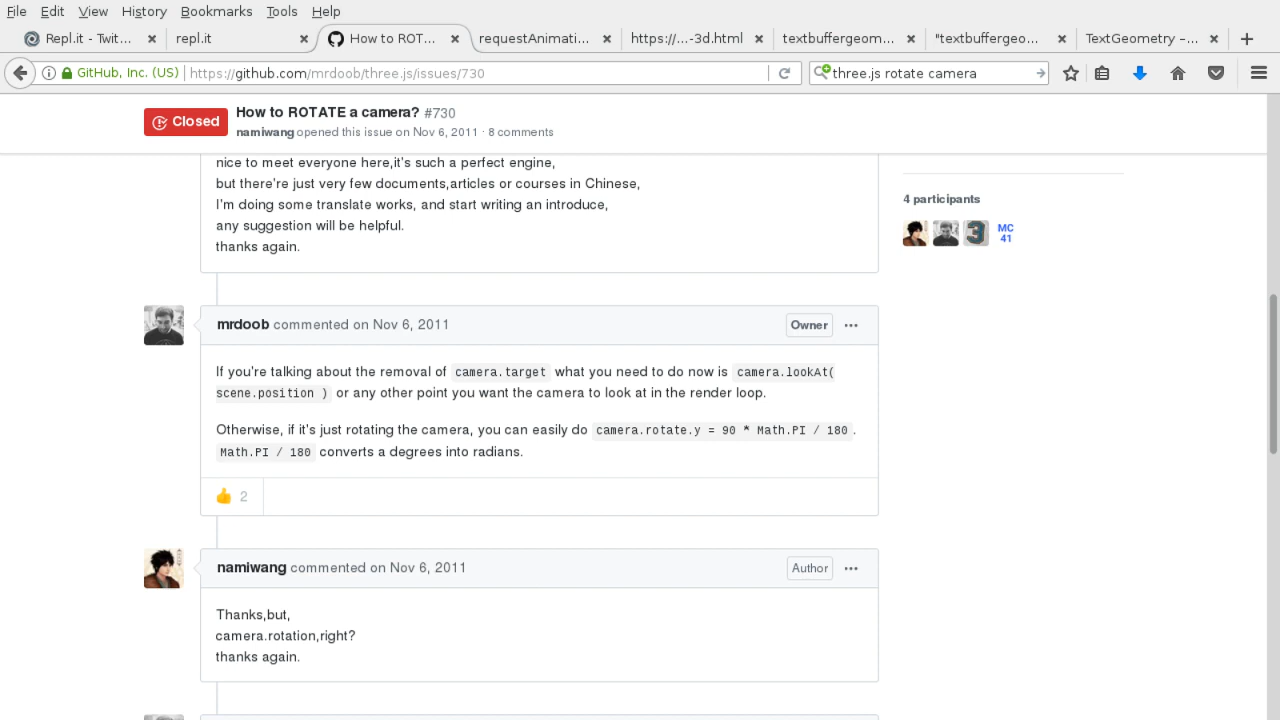 File Edit View History Bookmarks Tools Help
Repl.it - Twit... × repl.it × How to ROT... × requestAnimati... × https://...-3d.html × textbuffergeom... × "textbuffergeo... × TextGeometry –... × +
GitHub, Inc. (US) https://github.com/mrdoob/three.js/issues/730 three.js rotate camera
Closed How to ROTATE a camera? #730
namiwang opened this issue on Nov 6, 2011 · 8 comments
nice to meet everyone here,it's such a perfect engine,
but there're just very few documents,articles or courses in Chinese,
I'm doing some translate works, and start writing an introduce,
any suggestion will be helpful.
thanks again.
4 participants
3 MC
41
mrdoob commented on Nov 6, 2011 Owner ···
If you're talking about the removal of camera.target what you need to do now is camera.lookAt(
scene.position ) or any other point you want the camera to look at in the render loop.
Otherwise, if it's just rotating the camera, you can easily do camera.rotate.y = 90 * Math.PI / 180 .
Math.PI / 180 converts a degrees into radians.
👍 2
namiwang commented on Nov 6, 2011 Author ···
Thanks,but,
camera.rotation,right?
thanks again.